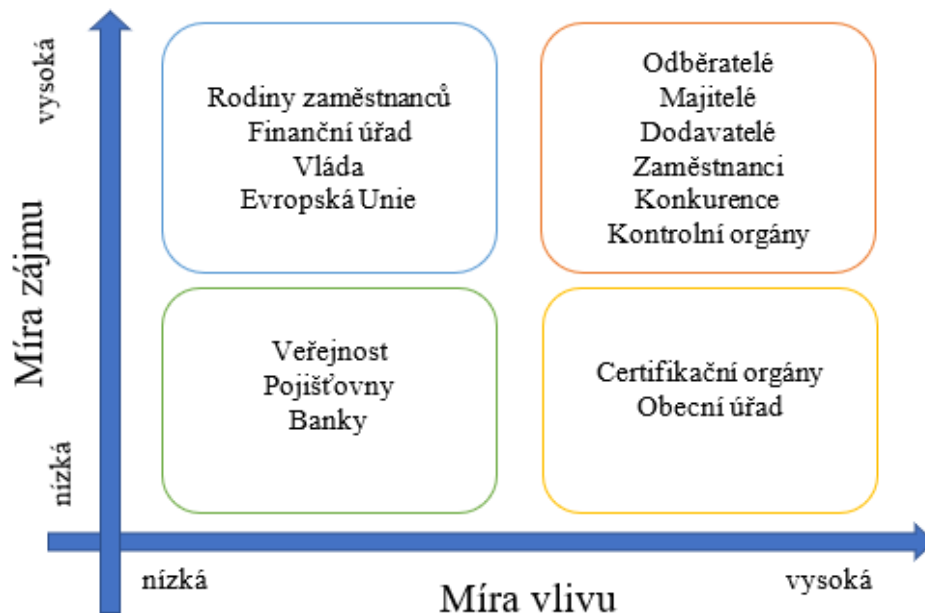 vysoká
Míra zájmu
nízká
Rodiny zaměstnanců
Finanční úřad
Vláda
Evropská Unie
Odběratelé
Majitelé
Dodavatelé
Zaměstnanci
Konkurence
Kontrolní orgány
Veřejnost
Pojišťovny
Banky
Certifikační orgány
Obecní úřad
nízká
Míra vlivu
vysoká